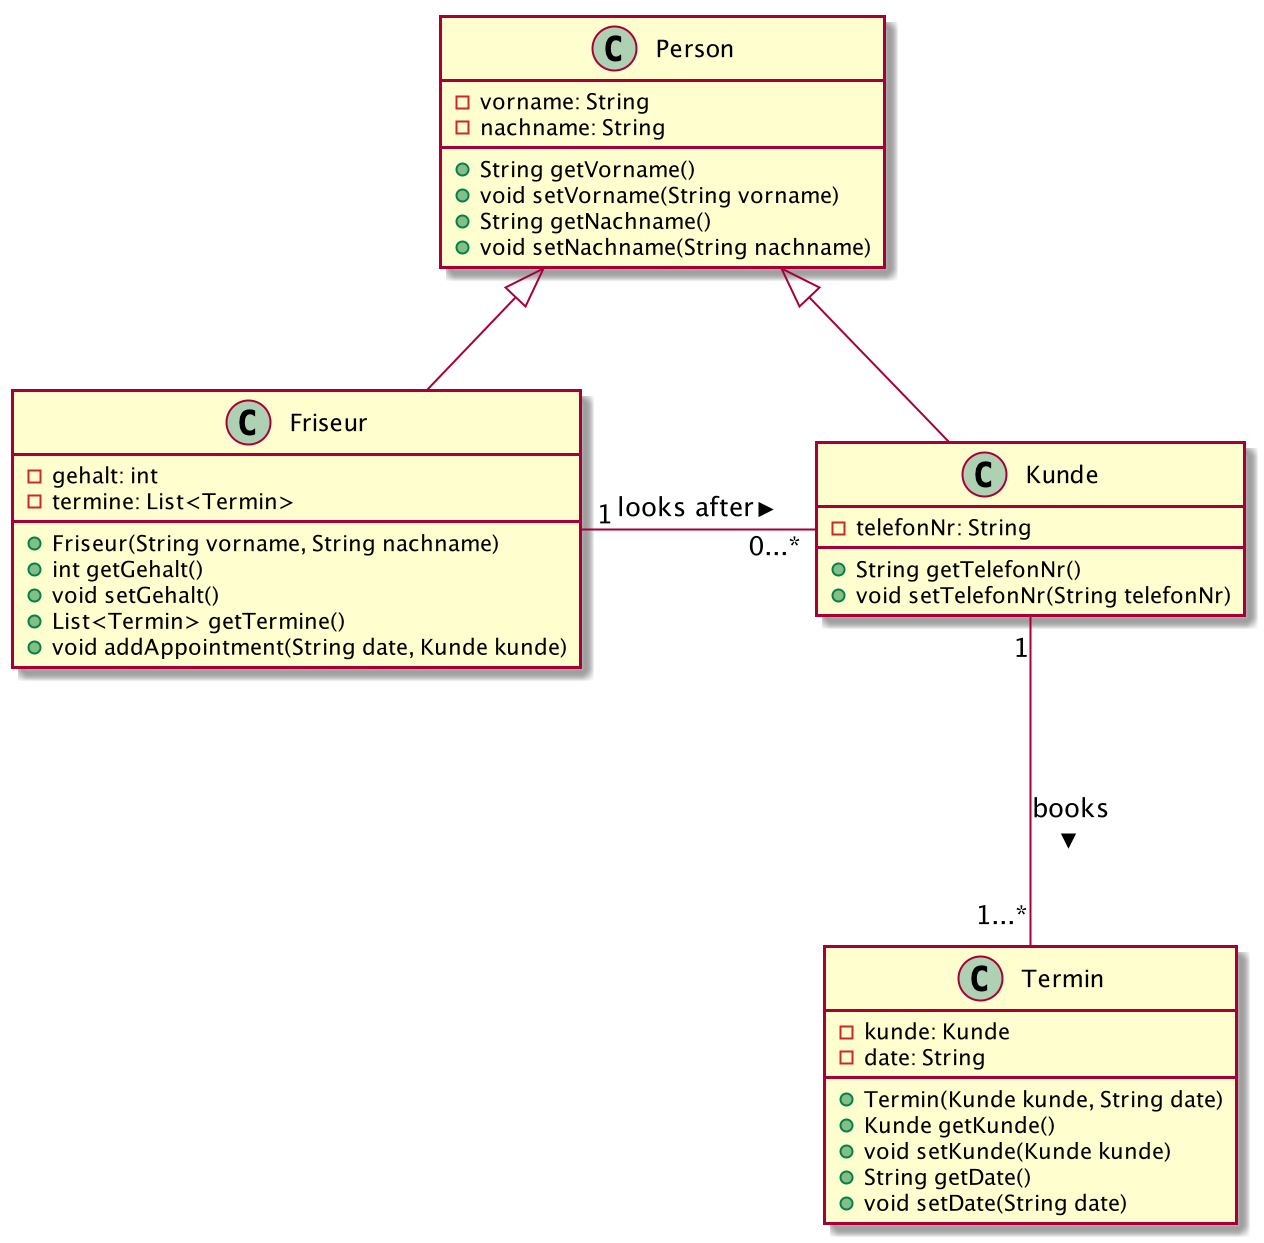 C Person
vorname: String
nachname: String
String getVorname()
void setVorname(String vorname)
String getNachname()
void setNachname(String nachname)
C Friseur
gehalt: int
termine: List<Termin>
Friseur(String vorname, String nachname)
int getGehalt()
void setGehalt()
List<Termin> getTermine()
void addAppointment(String date, Kunde kunde)
1 looks after
0...*
C Kunde
telefonNr: String
String getTelefonNr()
void setTelefonNr(String telefonNr)
1
books
1...*
C Termin
kunde: Kunde
date: String
Termin(Kunde kunde, String date)
Kunde getKunde()
void setKunde(Kunde kunde)
String getDate()
void setDate(String date)